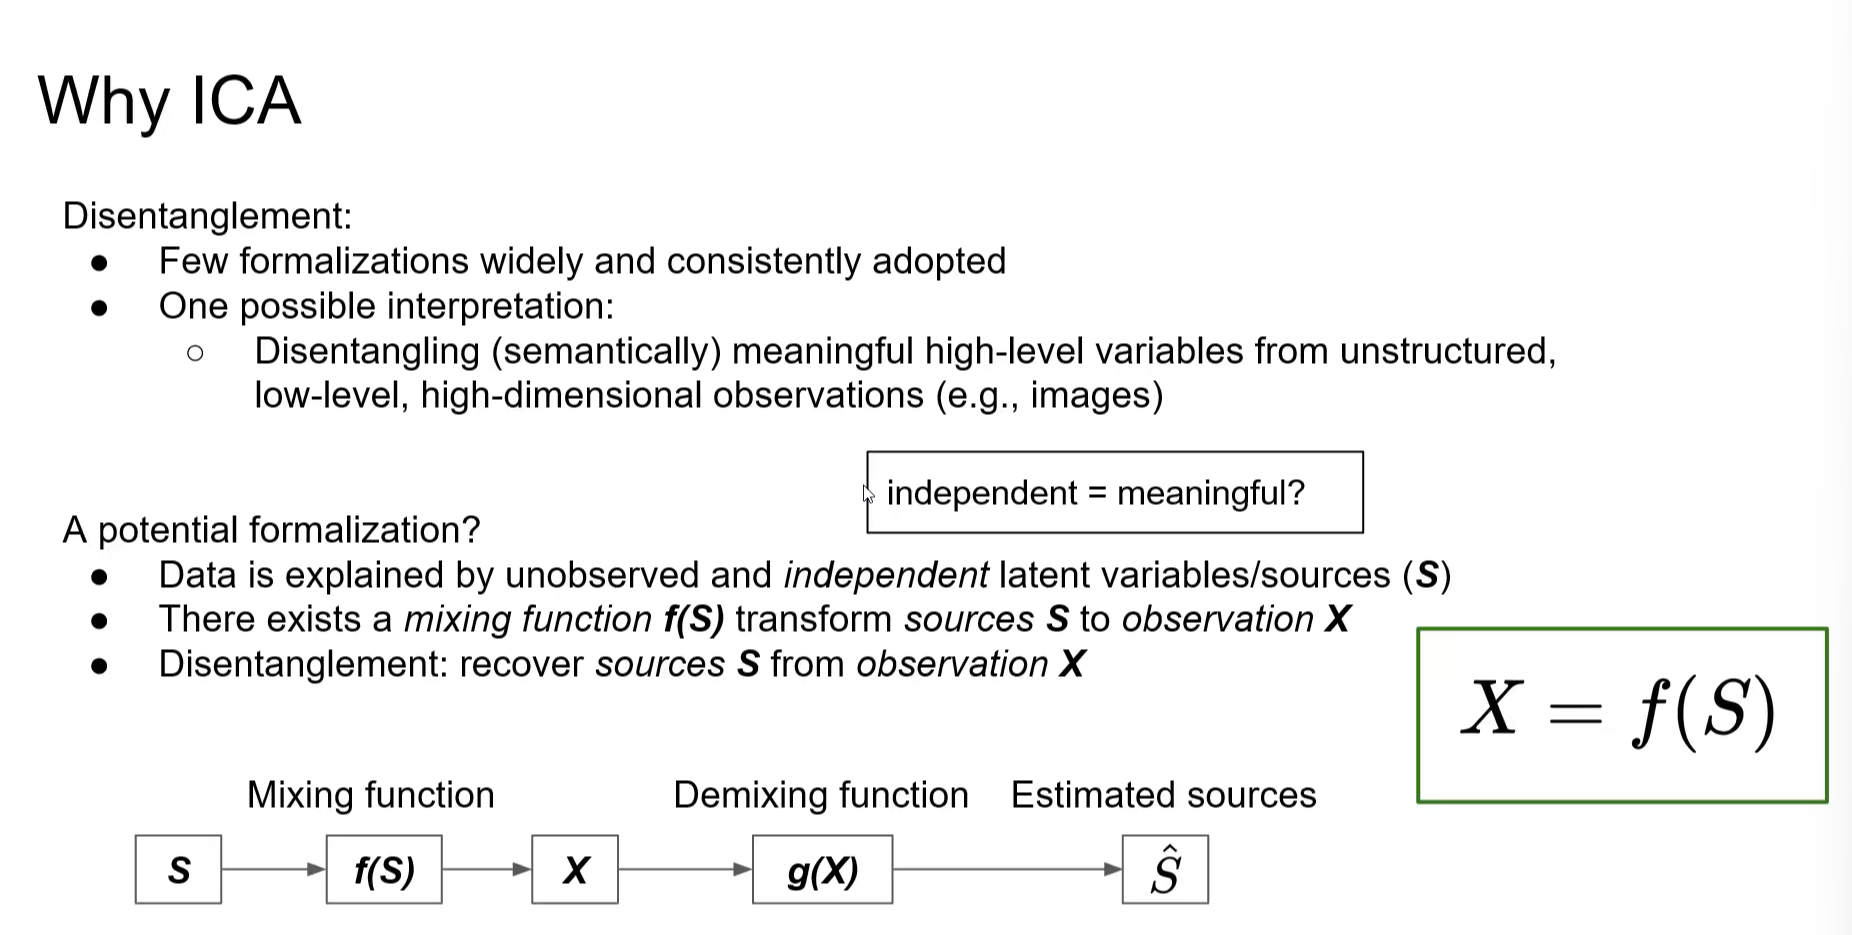 Why ICA
Disentanglement:
● Few formalizations widely and consistently adopted
● One possible interpretation:
○ Disentangling (semantically) meaningful high-level variables from unstructured,
low-level, high-dimensional observations (e.g., images)
independent = meaningful?
A potential formalization?
● Data is explained by unobserved and independent latent variables/sources (S)
● There exists a mixing function f(S) transform sources S to observation X
● Disentanglement: recover sources S from observation X
X = f(S)
Mixing function Demixing function Estimated sources
S f(S) X g(X) Ŝ